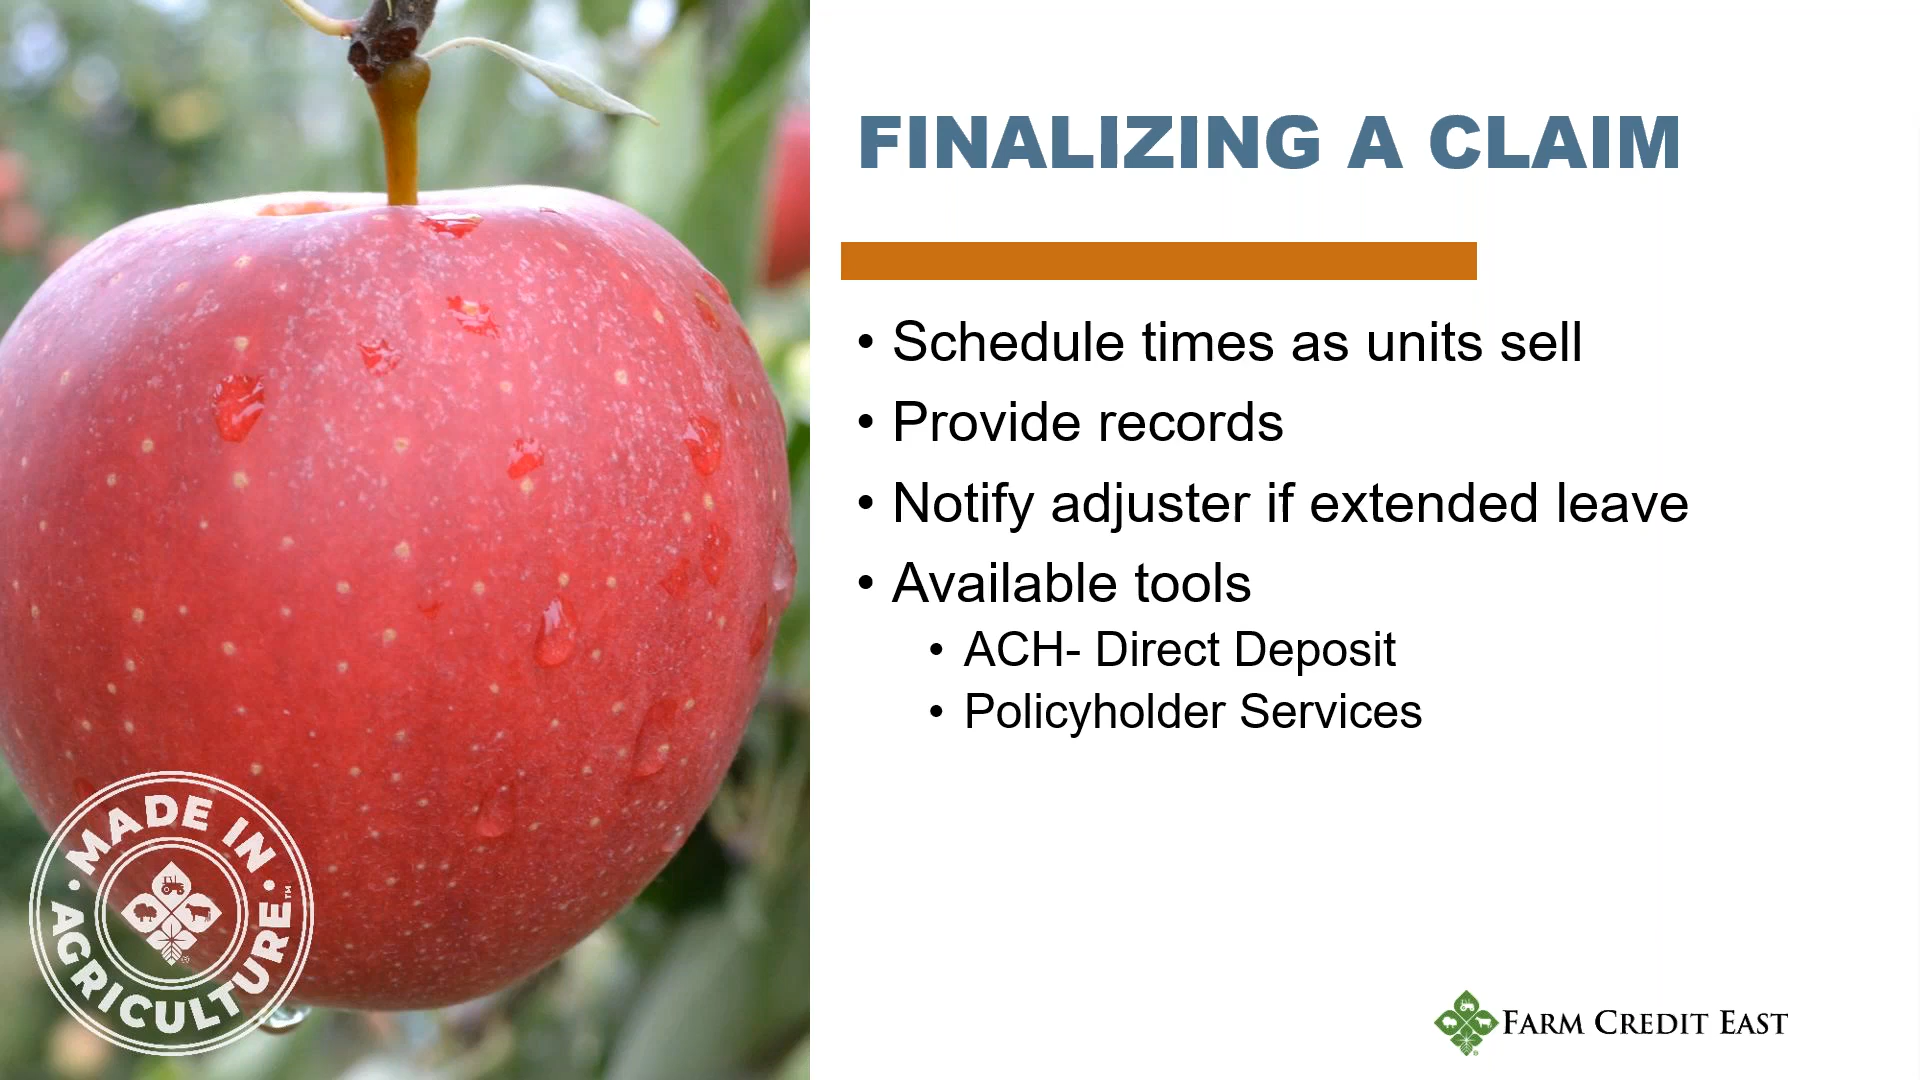 FINALIZING A CLAIM
• Schedule times as units sell
• Provide records
• Notify adjuster if extended leave
• Available tools
• ACH- Direct Deposit
• Policyholder Services
• MADE IN •
AGRICULTURE™
®
FARM CREDIT EAST
®